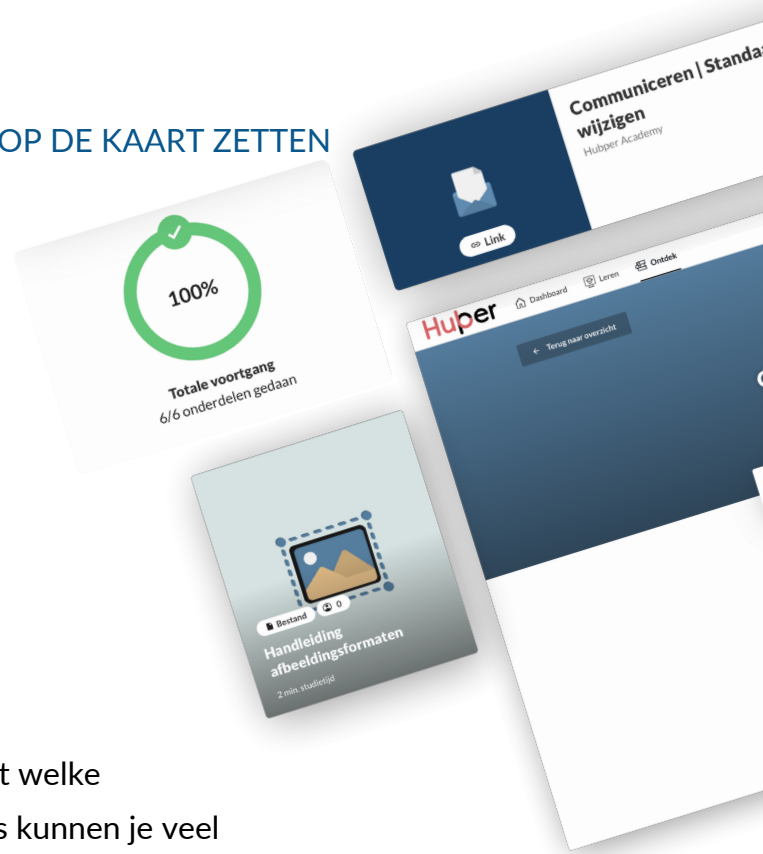 OP DE KAART ZETTEN
Communiceren | Standaa
wijzigen
Hubper Academy
Link
100%
Totale voortgang
6/6 onderdelen gedaan
Hubper
Dashboard
Leren
Ontdek
← Terug naar overzicht
Bestand
0
Handleiding
afbeeldingsformaten
2 min. studietijd
t welke
s kunnen je veel